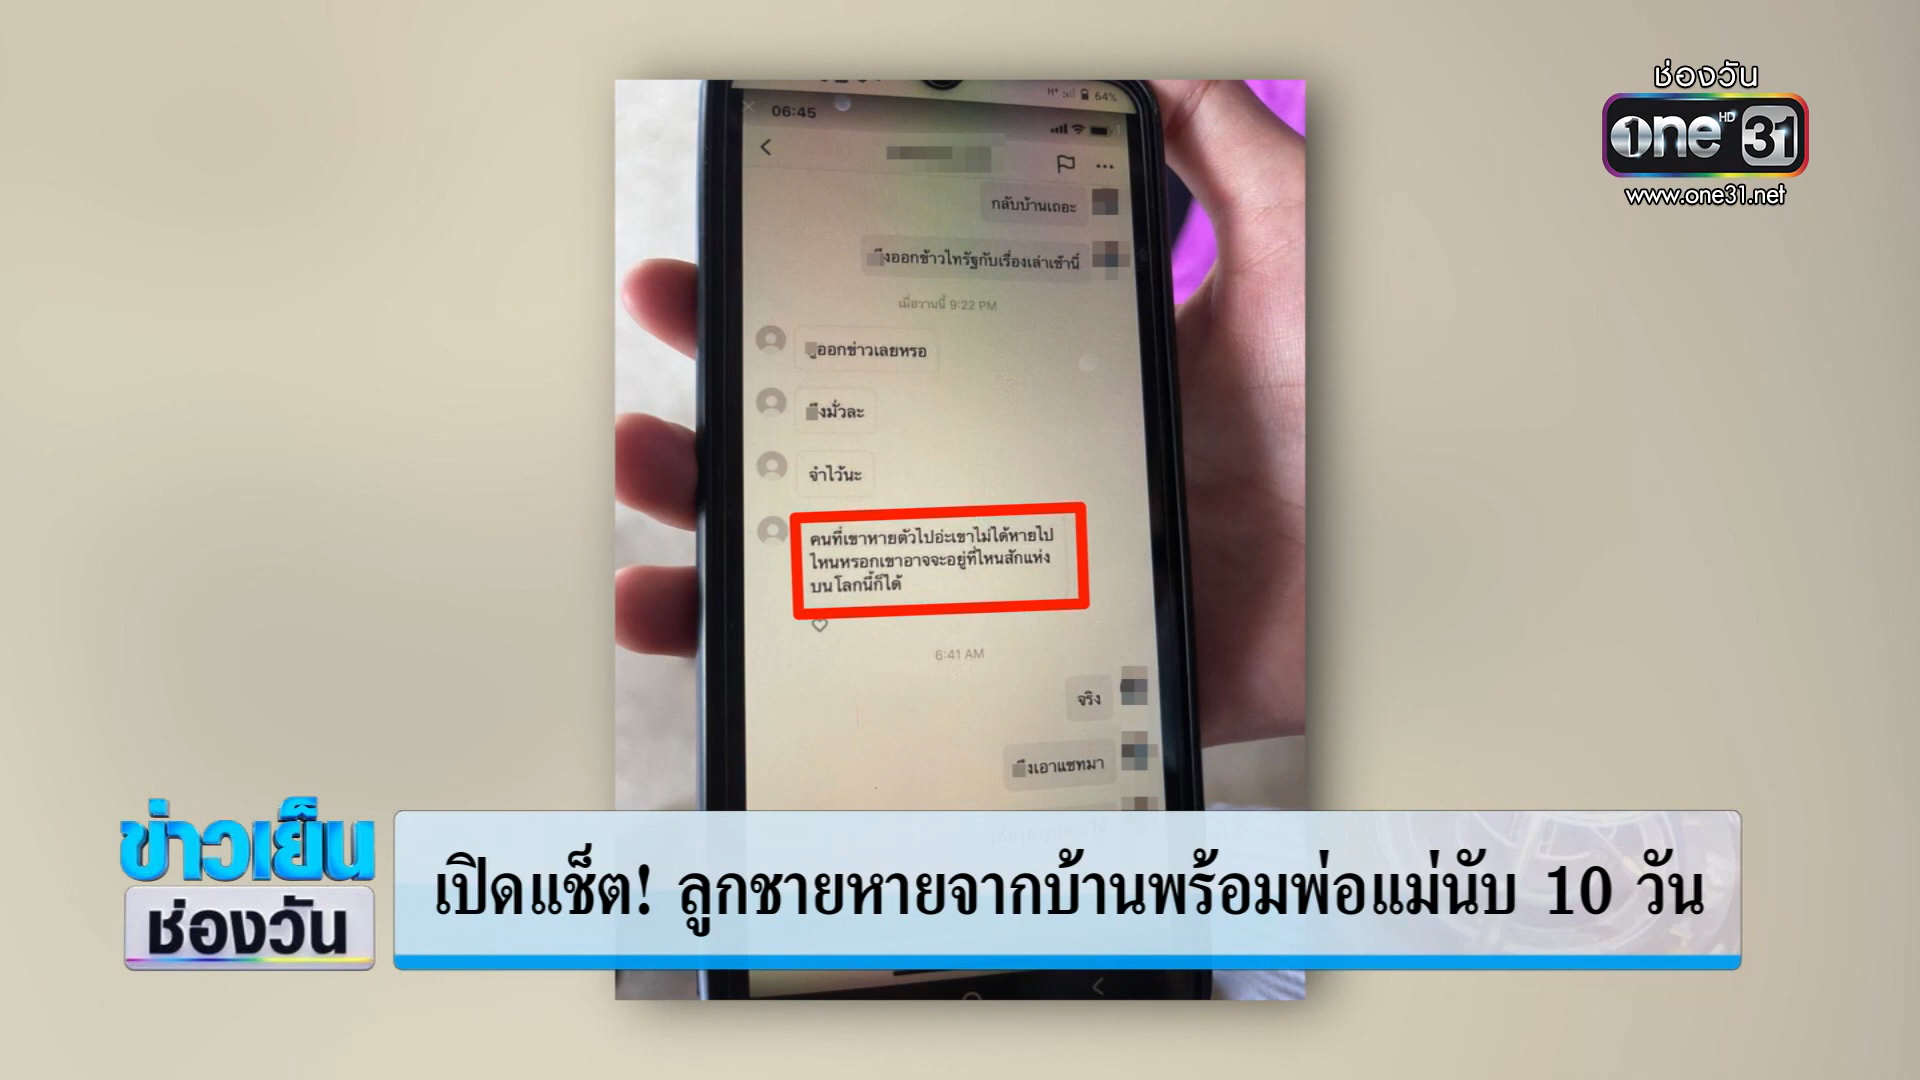 ช่องวัน
one HD 31
www.one31.net
H+ 64%
06:45
กลับบ้านเถอะ
ึงออกข้าวไทรัฐกับเรื่องเล่าเช้านี้
เมื่อวานนี้ 9:22 PM
ูออกข่าวเลยหรอ
ึงมั่วละ
จำไว้นะ
คนที่เขาหายตัวไปอ่ะเขาไม่ได้หายไป
ไหนหรอกเขาอาจจะอยู่ที่ไหนสักแห่ง
บนโลกนี้ก็ได้
6:41 AM
จริง
ึงเอาแชทมา
ข่าวเย็น
ช่องวัน
เปิดแช็ต! ลูกชายหายจากบ้านพร้อมพ่อแม่นับ 10 วัน